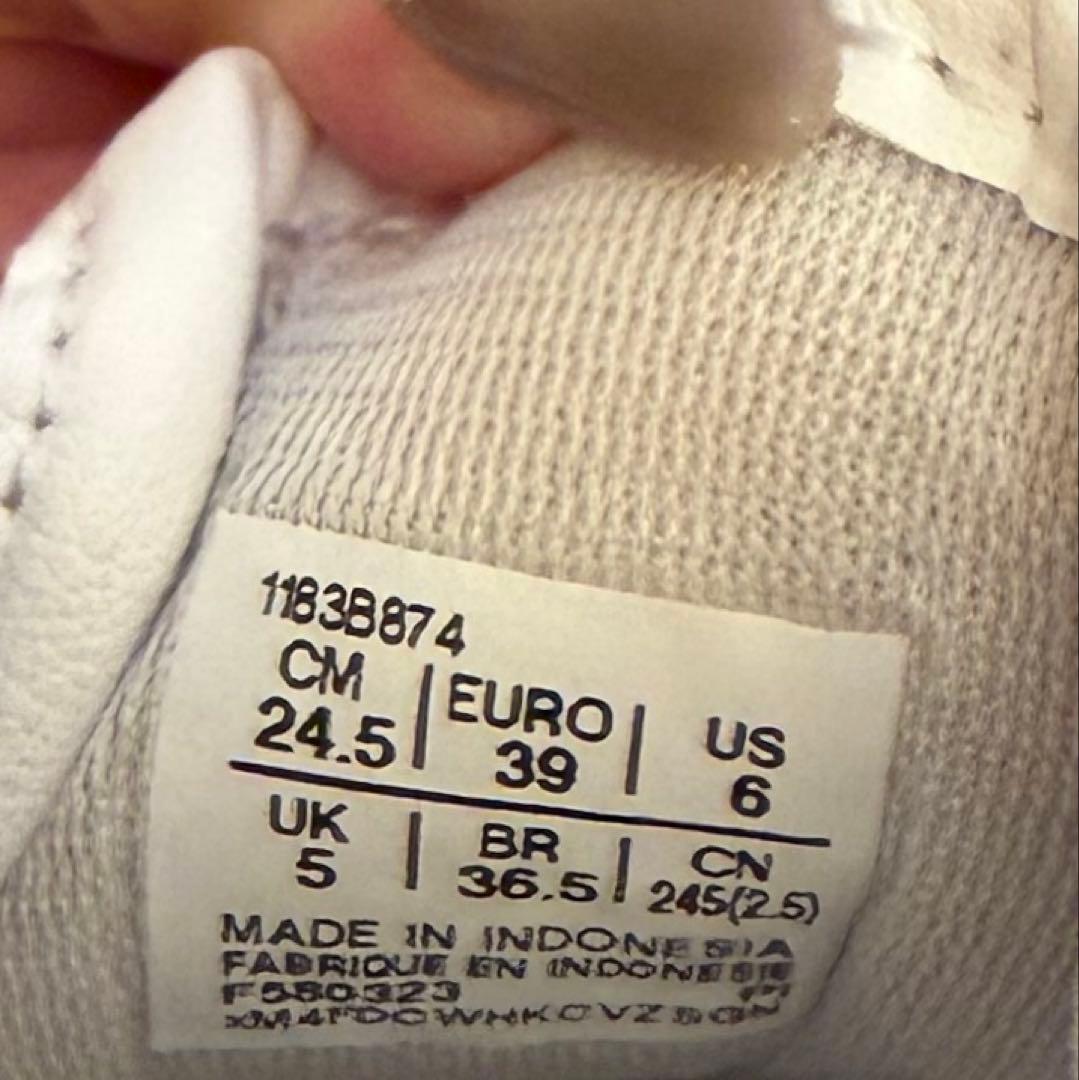 1183B874
CM | EURO | US
24.5 | 39 | 6
UK | BR | CN
5 | 36.5 | 245(2.5)
MADE IN INDONESIA
FABRIQUE EN INDONESIE
F580323